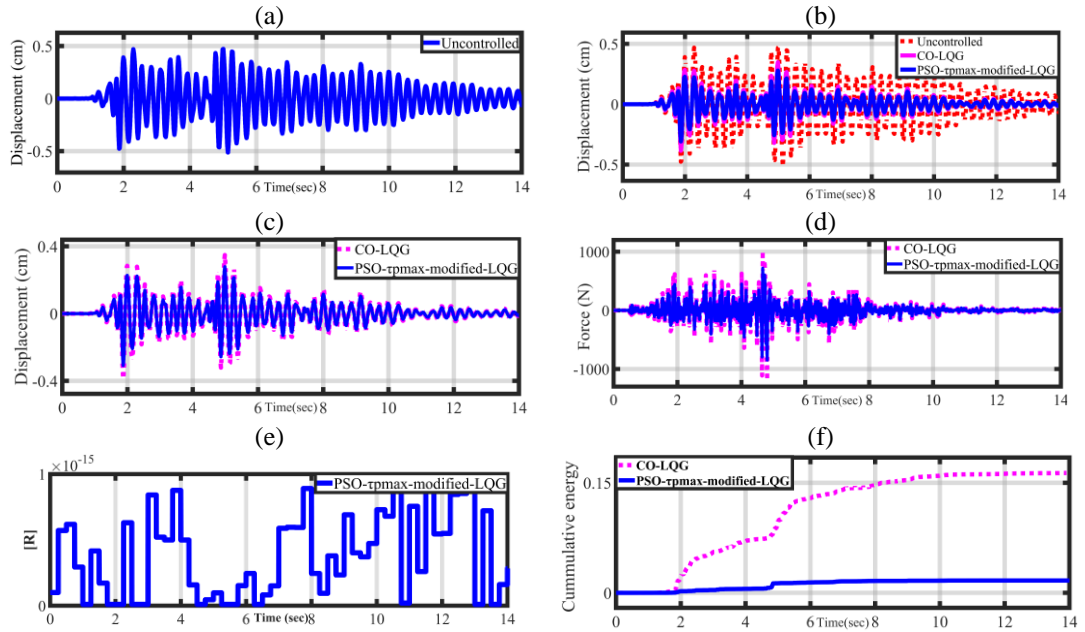 (a)
Displacement (cm)
0.5
0
-0.5
Uncontrolled
0 2 4 6 Time(sec) 8 10 12 14
(b)
Displacement (cm)
0.5
0
-0.5
Uncontrolled
CO-LQG
PSO-τpmax-modified-LQG
0 2 4 6 Time(sec) 8 10 12 14
(c)
Displacement (cm)
0.4
0
-0.4
CO-LQG
PSO-τpmax-modified-LQG
0 2 4 6 Time(sec) 8 10 12 14
(d)
Force (N)
1000
0
-1000
CO-LQG
PSO-τpmax-modified-LQG
0 2 4 6 Time(sec) 8 10 12 14
(e)
×10-15
[R]
1
0
PSO-τpmax-modified-LQG
0 2 4 6 Time (sec) 8 10 12 14
(f)
Cummulative energy
0.15
0
CO-LQG
PSO-τpmax-modified-LQG
0 2 4 6 Time(sec) 8 10 12 14